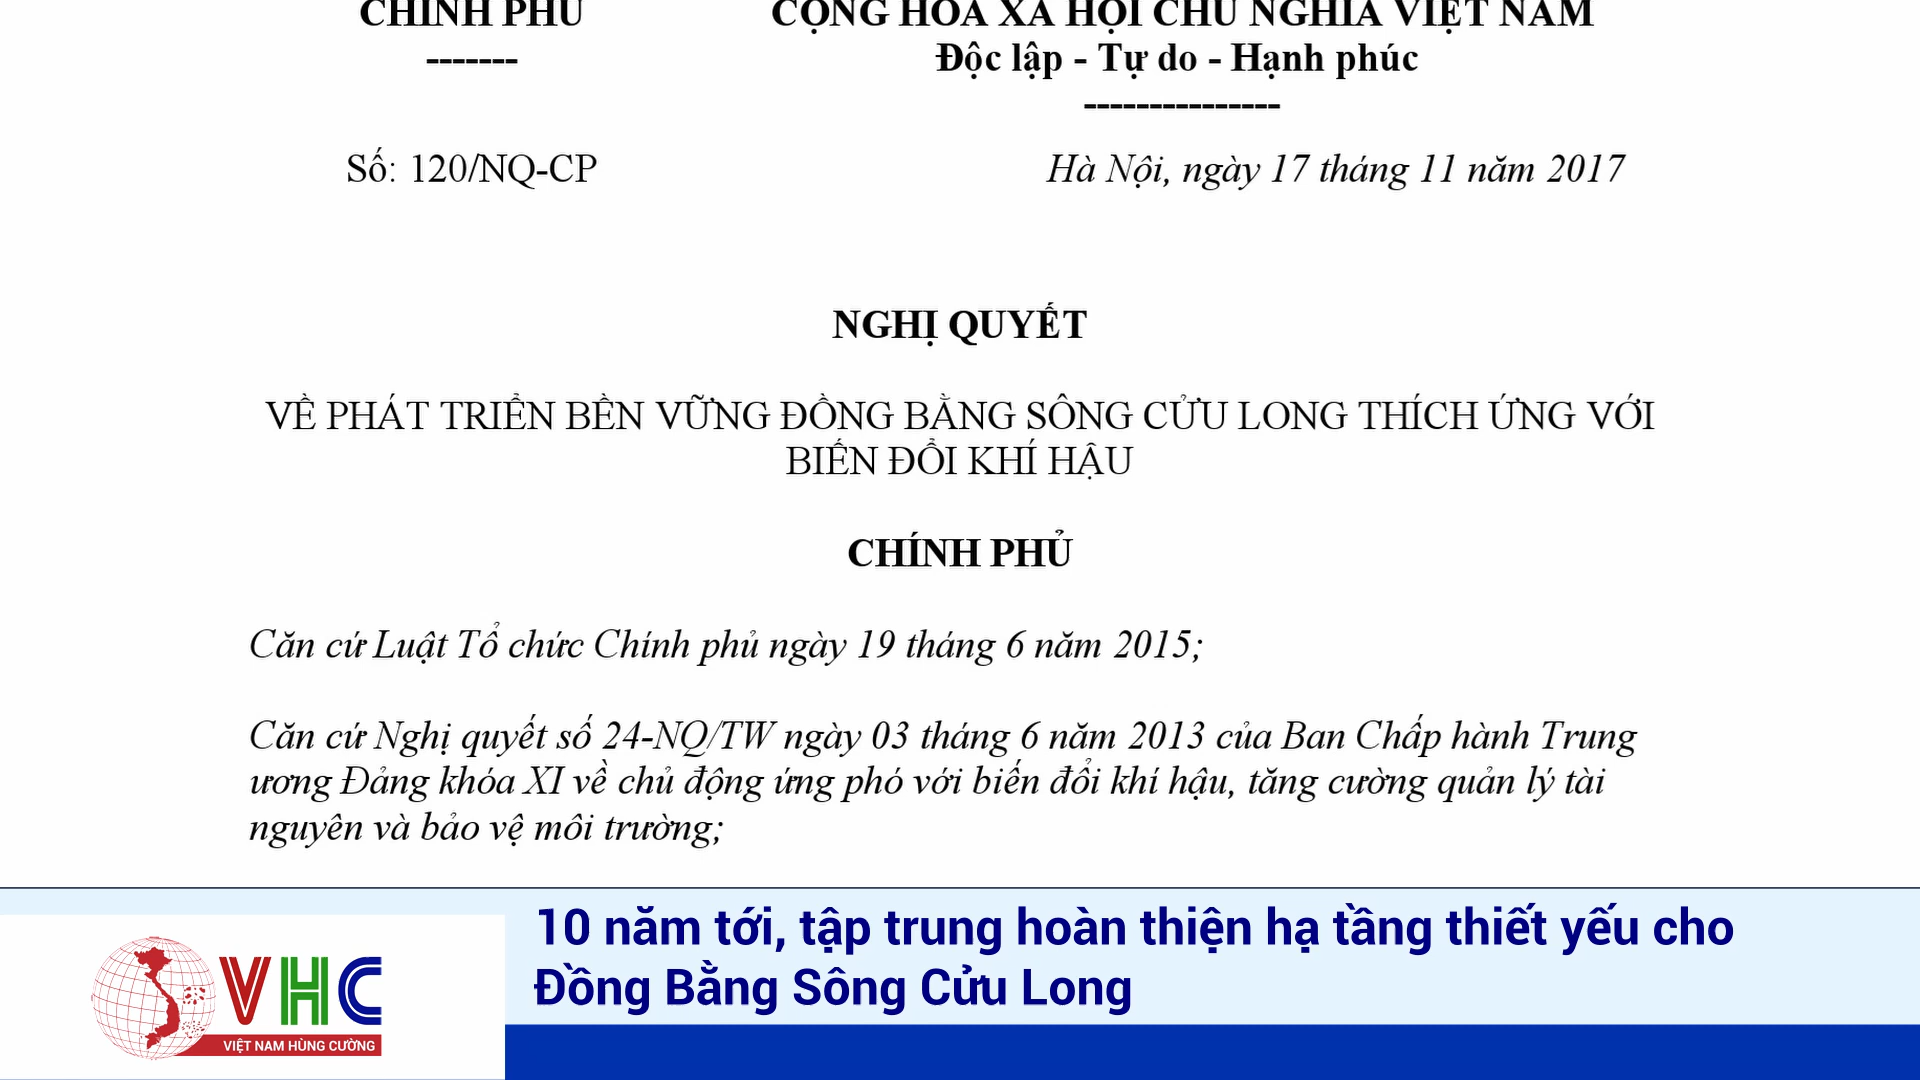 CHÍNH PHỦ
CỘNG HÒA XÃ HỘI CHỦ NGHĨA VIỆT NAM
-------
Độc lập - Tự do - Hạnh phúc
---------------
Số: 120/NQ-CP
Hà Nội, ngày 17 tháng 11 năm 2017
NGHỊ QUYẾT
VỀ PHÁT TRIỂN BỀN VỮNG ĐỒNG BẰNG SÔNG CỬU LONG THÍCH ỨNG VỚI
BIẾN ĐỔI KHÍ HẬU
CHÍNH PHỦ
Căn cứ Luật Tổ chức Chính phủ ngày 19 tháng 6 năm 2015;
Căn cứ Nghị quyết số 24-NQ/TW ngày 03 tháng 6 năm 2013 của Ban Chấp hành Trung
ương Đảng khóa XI về chủ động ứng phó với biến đổi khí hậu, tăng cường quản lý tài
nguyên và bảo vệ môi trường;
10 năm tới, tập trung hoàn thiện hạ tầng thiết yếu cho
Đồng Bằng Sông Cửu Long
VHC
VIỆT NAM HÙNG CƯỜNG